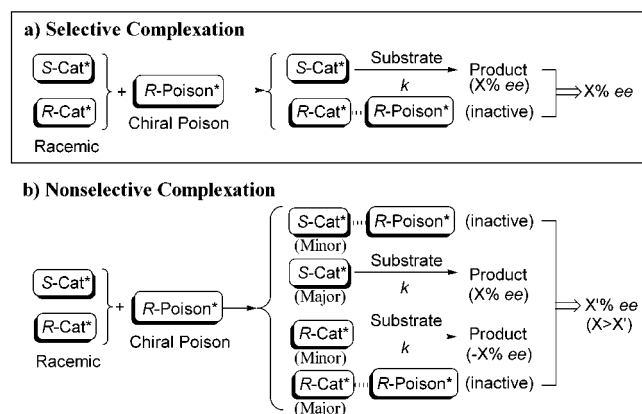 a) Selective Complexation
S-Cat*
R-Cat*
Racemic
+
R-Poison*
Chiral Poison
S-Cat* Substrate k Product
(X% ee)
R-Cat* R-Poison* (inactive)
X% ee
b) Nonselective Complexation
S-Cat*
R-Cat*
Racemic
+
R-Poison*
Chiral Poison
S-Cat* R-Poison* (inactive)
(Minor)
S-Cat* Substrate k Product
(Major) (X% ee)
R-Cat* Substrate k Product
(Minor) (-X% ee)
R-Cat* R-Poison* (inactive)
(Major)
X'% ee
(X>X')